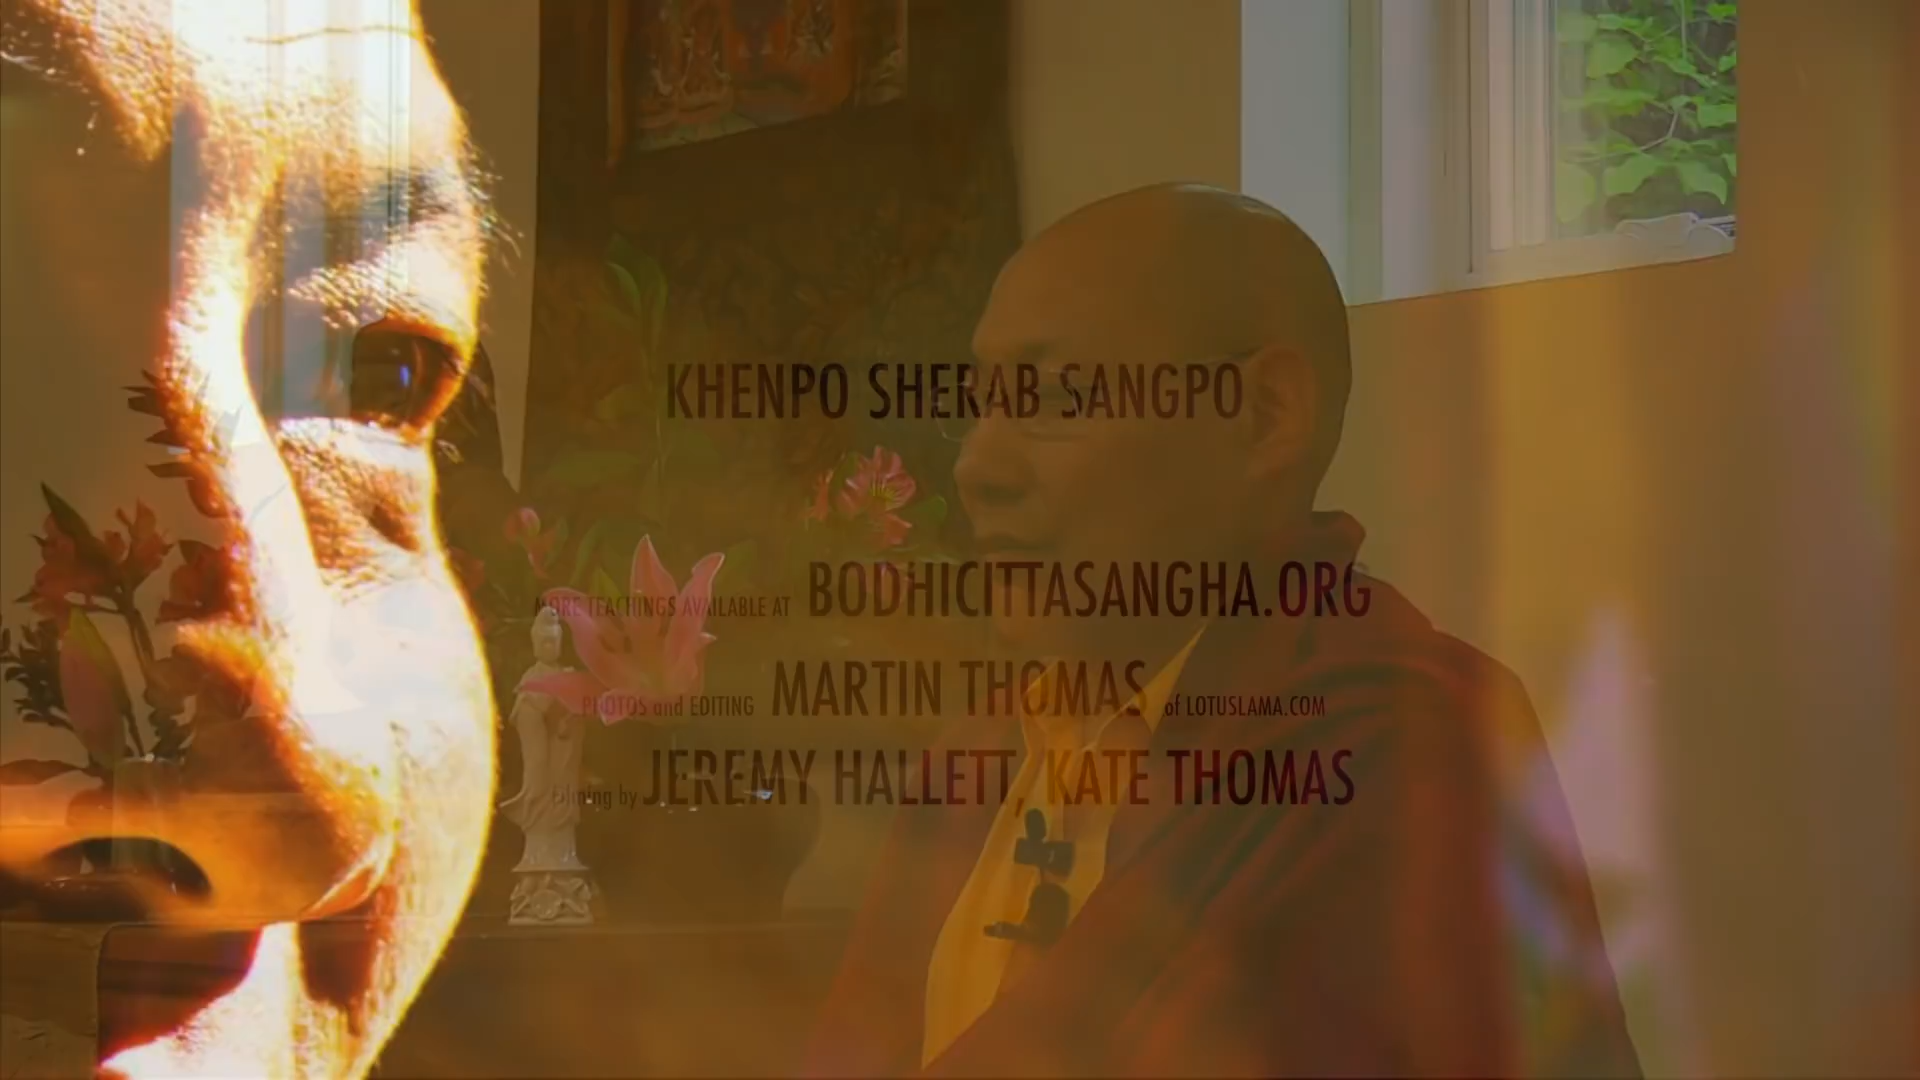 KHENPO SHERAB SANGPO
MORE TEACHINGS AVAILABLE AT BODHICITTASANGHA.ORG
PHOTOS and EDITING MARTIN THOMAS of LOTUSLAMA.COM
filming by JEREMY HALLETT, KATE THOMAS